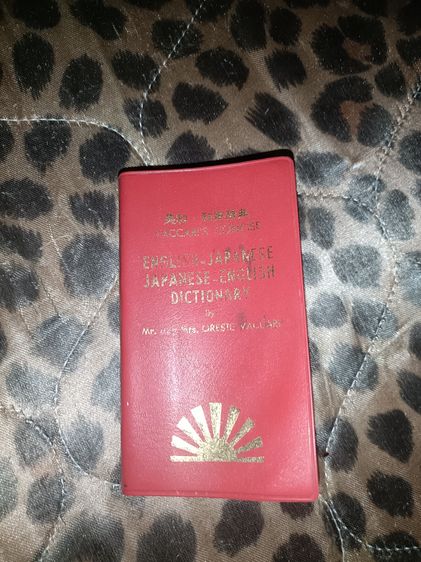 VACCARI'S CONCISE
ENGLISH-JAPANESE
JAPANESE-ENGLISH
DICTIONARY
by
Mr. and Mrs. ORESTE VACCARI